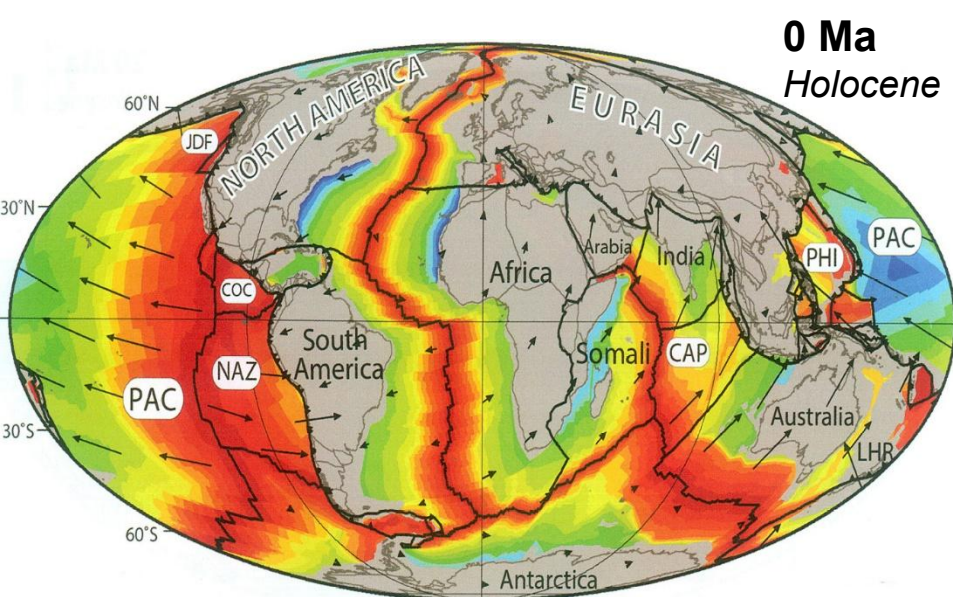 0 Ma
Holocene
60°N
30°N
30°S
60°S
NORTH AMERICA
EURASIA
JDF
COC
NAZ
PAC
South
America
Africa
Arabia
India
Somali
CAP
PHI
PAC
Australia
LHR
Antarctica